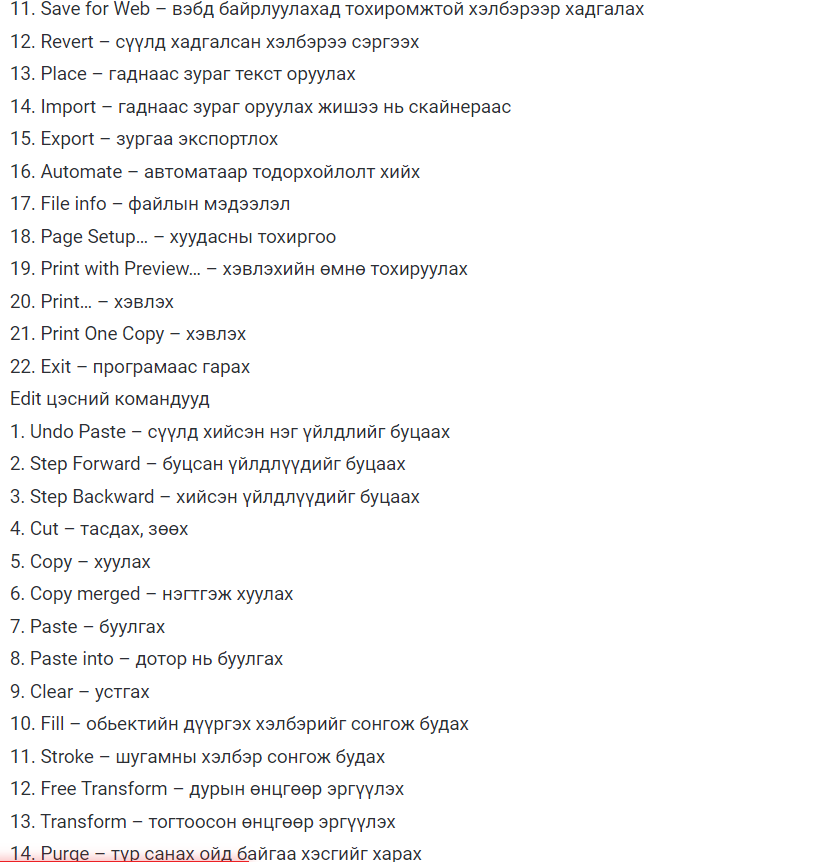 11. Save for Web – вэбд байрлуулахад тохиромжтой хэлбэрээр хадгалах
12. Revert – сүүлд хадгалсан хэлбэрээ сэргээх
13. Place – гаднаас зураг текст оруулах
14. Import – гаднаас зураг оруулах жишээ нь скайнераас
15. Export – зургаа экспортлох
16. Automate – автоматаар тодорхойлолт хийх
17. File info – файлын мэдээлэл
18. Page Setup… – хуудасны тохиргоо
19. Print with Preview… – хэвлэхийн өмнө тохируулах
20. Print… – хэвлэх
21. Print One Copy – хэвлэх
22. Exit – програмаас гарах
Edit цэсний командууд
1. Undo Paste – сүүлд хийсэн нэг үйлдлийг буцаах
2. Step Forward – буцсан үйлдлүүдийг буцаах
3. Step Backward – хийсэн үйлдлүүдийг буцаах
4. Cut – тасдах, зөөх
5. Copy – хуулах
6. Copy merged – нэгтгэж хуулах
7. Paste – буулгах
8. Paste into – дотор нь буулгах
9. Clear – устгах
10. Fill – обьектийн дүүргэх хэлбэрийг сонгож будах
11. Stroke – шугамны хэлбэр сонгож будах
12. Free Transform – дурын өнцгөөр эргүүлэх
13. Transform – тогтоосон өнцгөөр эргүүлэх
14. Purge – түр санах ойд байгаа хэсгийг харах